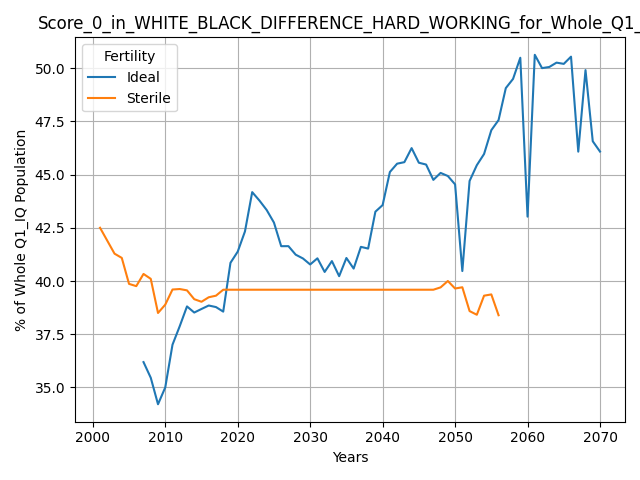 Score_0_in_WHITE_BLACK_DIFFERENCE_HARD_WORKING_for_Whole_Q1_
Fertility
Ideal
Sterile
% of Whole Q1_IQ Population
50.0
47.5
45.0
42.5
40.0
37.5
35.0
2000 2010 2020 2030 2040 2050 2060 2070
Years